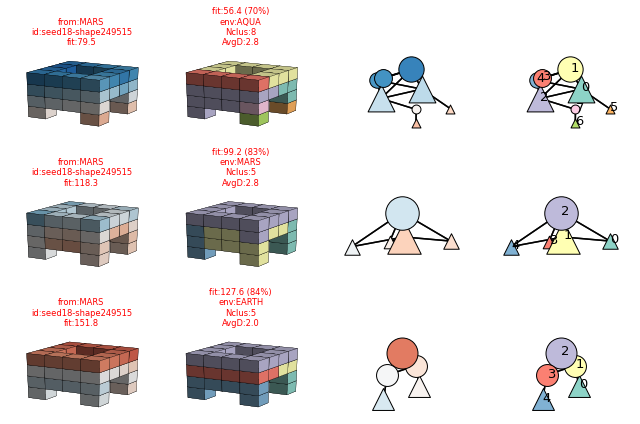 from:MARS
id:seed18-shape249515
fit:79.5
fit:56.4 (70%)
env:AQUA
Nclus:8
AvgD:2.8
1
4
3
0
2
5
6
from:MARS
id:seed18-shape249515
fit:118.3
fit:99.2 (83%)
env:MARS
Nclus:5
AvgD:2.8
2
1
4
3
0
from:MARS
id:seed18-shape249515
fit:151.8
fit:127.6 (84%)
env:EARTH
Nclus:5
AvgD:2.0
2
1
3
0
4